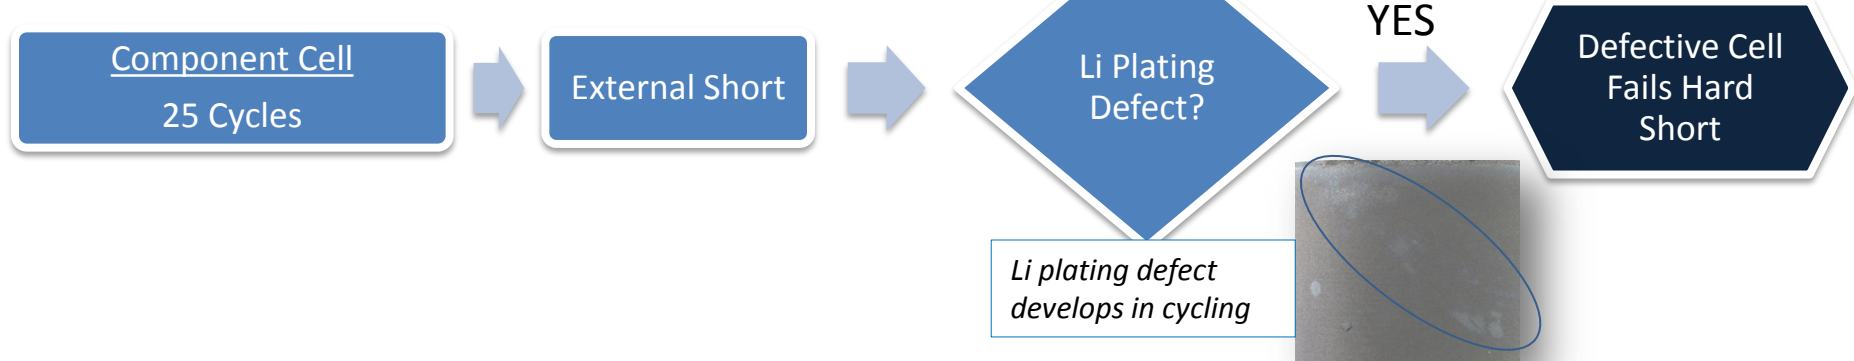 Component Cell
25 Cycles
External Short
Li Plating
Defect?
YES
Defective Cell
Fails Hard
Short
Li plating defect
develops in cycling